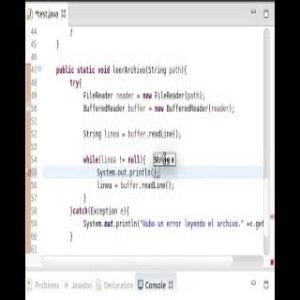 *test.java
44 }
45 }
46
47 public static void leerArchivo(String path){
48 try{
49 FileReader reader = new FileReader(path);
50 BufferedReader buffer = new BufferedReader(reader);
51
52 String linea = buffer.readLine();
53
54 while(linea != null){ String x
55 System.out.println();
56 linea = buffer.readLine();
57 }
58 }catch(Exception e){
59 System.out.println("Hubo un error leyendo el archivo." +e.get
60 }
61
Problems @ Javadoc Declaration Console